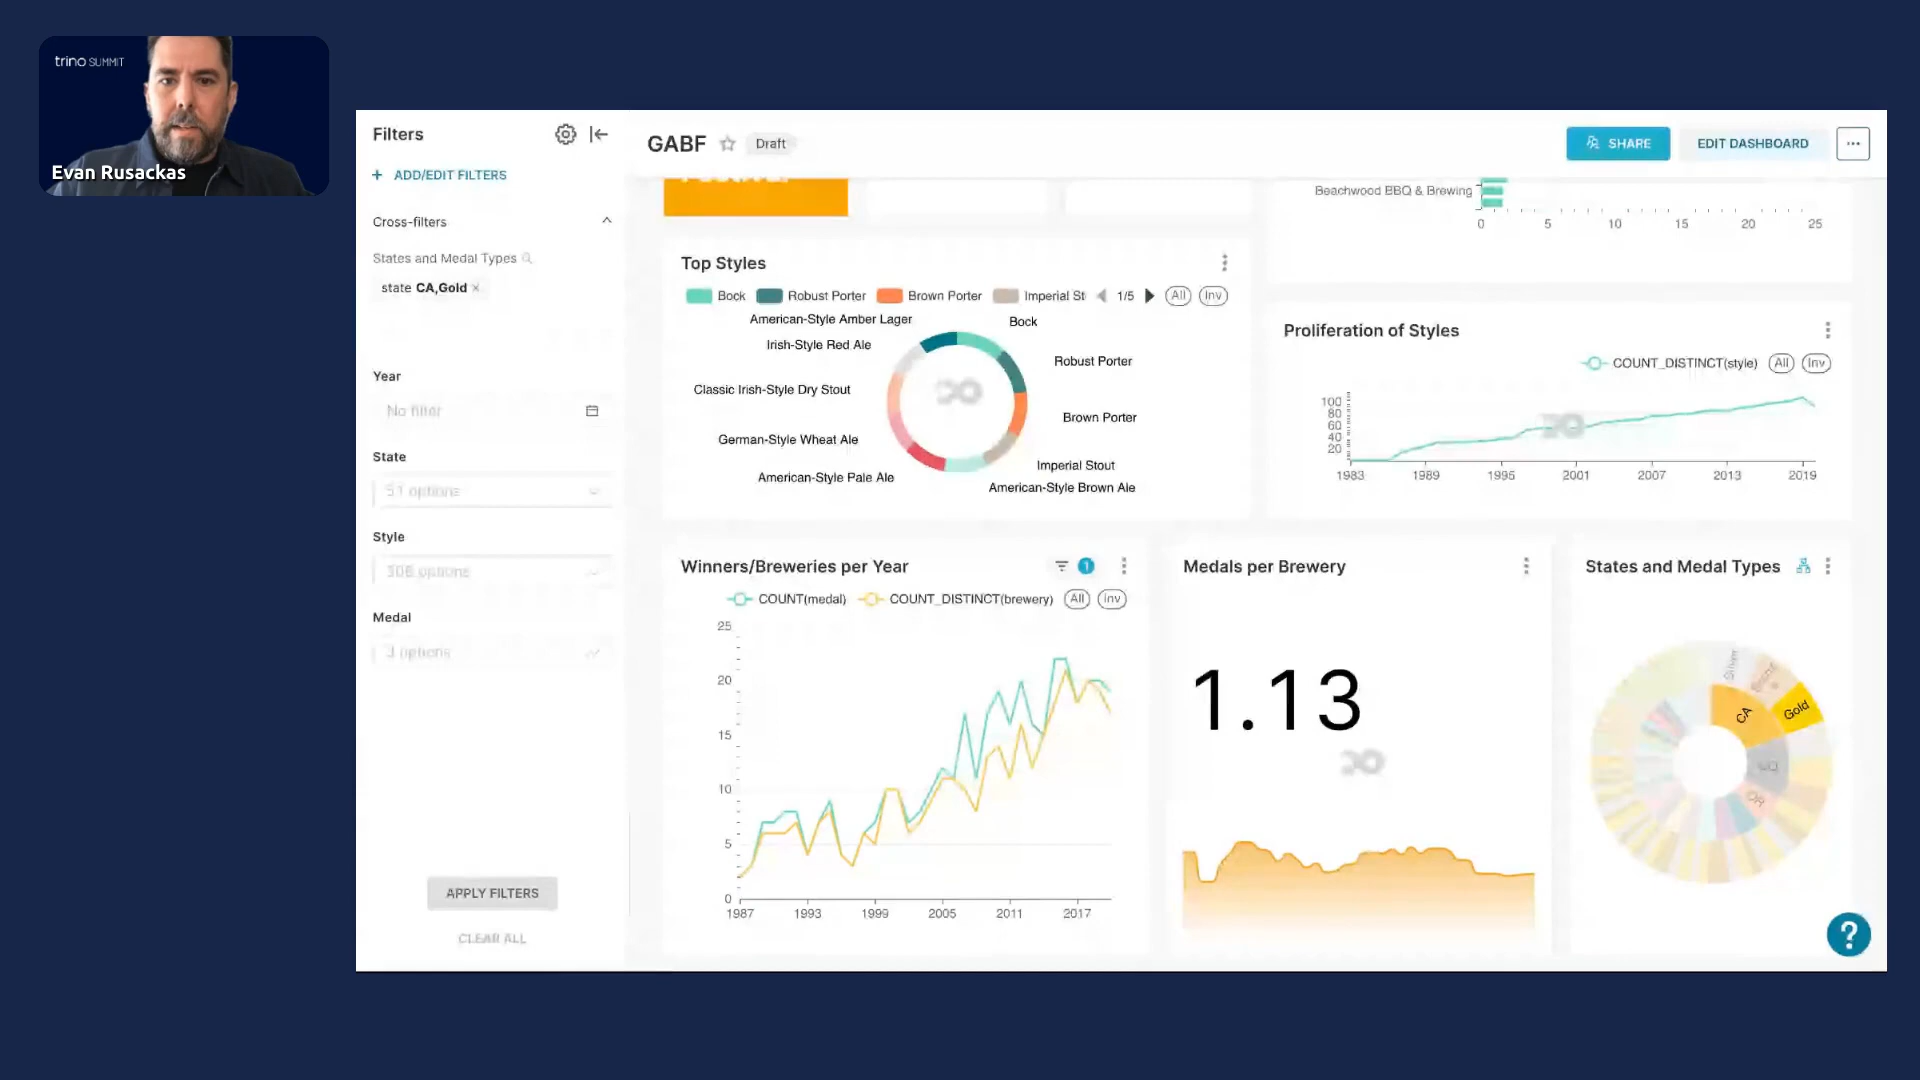 trino SUMMIT
Evan Rusackas
Filters
+ ADD/EDIT FILTERS
Cross-filters
States and Medal Types
state CA,Gold ×
Year
No filter
State
51 options
Style
Medal
3 options
APPLY FILTERS
CLEAR ALL
GABF
Draft
SHARE
EDIT DASHBOARD
...
Beachwood BBQ & Brewing
0 5 10 15 20 25
Top Styles
Bock Robust Porter Brown Porter Imperial St 1/5 All Inv
American-Style Amber Lager
Bock
Irish-Style Red Ale
Robust Porter
Classic Irish-Style Dry Stout
Brown Porter
German-Style Wheat Ale
Imperial Stout
American-Style Pale Ale
American-Style Brown Ale
Proliferation of Styles
COUNT_DISTINCT(style) All Inv
100
80
60
40
20
1983 1989 1995 2001 2007 2013 2019
Winners/Breweries per Year
1
COUNT(medal) COUNT_DISTINCT(brewery) All Inv
25
20
15
10
5
0
1987 1993 1999 2005 2011 2017
Medals per Brewery
1.13
States and Medal Types
Silver
CA
Gold
OR
?